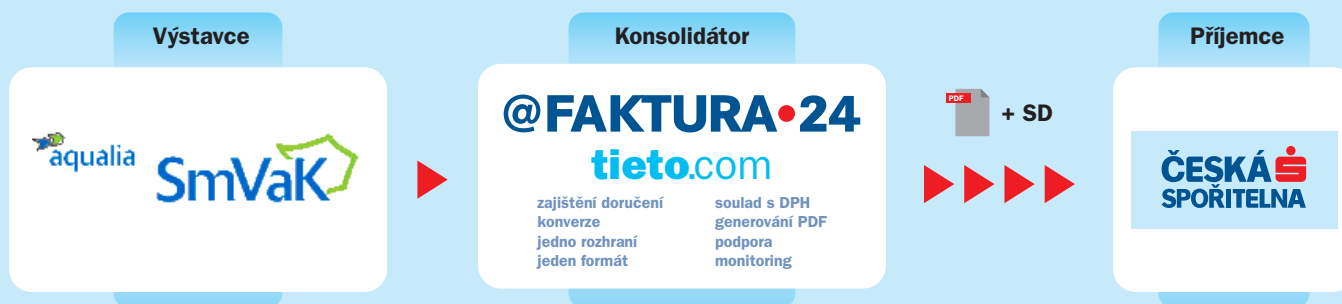 Výstavce
Konsolidátor
Příjemce
aqualia
SmVaK
@FAKTURA•24
tieto.com
zajištění doručení
konverze
jedno rozhraní
jeden formát
soulad s DPH
generování PDF
podpora
monitoring
PDF
+ SD
ČESKÁ
SPOŘITELNA